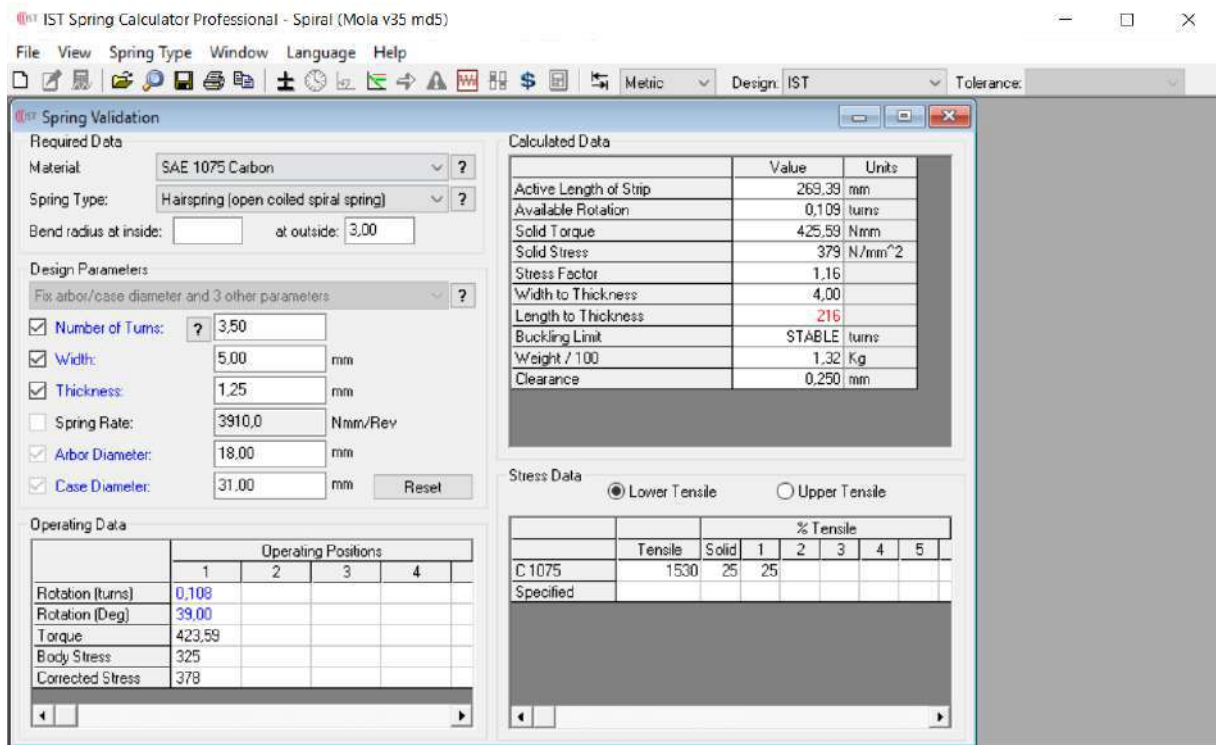 IST Spring Calculator Professional - Spiral (Mola v35 md5)
File View Spring Type Window Language Help
Metric Design: IST Tolerance:
Spring Validation
Required Data
Material: SAE 1075 Carbon ?
Spring Type: Hairspring (open coiled spiral spring) ?
Bend radius at inside: at outside: 3,00
Design Parameters
Fix arbor/case diameter and 3 other parameters ?
Number of Turns: ? 3,50
Width: 5,00 mm
Thickness: 1,25 mm
Spring Rate: 3910,0 Nmm/Rev
Arbor Diameter: 18,00 mm
Case Diameter: 31,00 mm Reset
Operating Data
Operating Positions
1 2 3 4
Rotation (turns) 0,108
Rotation (Deg) 39,00
Torque 423,59
Body Stress 325
Corrected Stress 378
Calculated Data
Value Units
Active Length of Strip 269,39 mm
Available Rotation 0,109 turns
Solid Torque 425,59 Nmm
Solid Stress 379 N/mm^2
Stress Factor 1,16
Width to Thickness 4,00
Length to Thickness 216
Buckling Limit STABLE turns
Weight / 100 1,32 Kg
Clearance 0,250 mm
Stress Data
Lower Tensile Upper Tensile
% Tensile
Tensile Solid 1 2 3 4 5
C 1075 1530 25 25
Specified